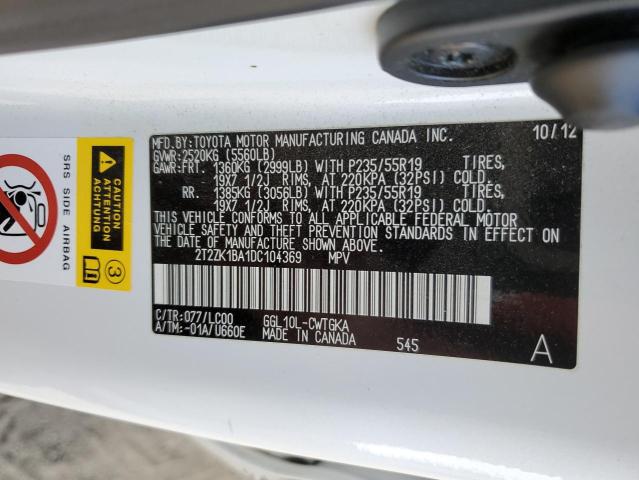 MFD.BY:TOYOTA MOTOR MANUFACTURING CANADA INC. 10/12
GVWR:2520KG (5560LB)
GAWR:FRT. 1360KG (2999LB) WITH P235/55R19 TIRES,
19X7 1/2J RIMS, AT 220KPA (32PSI) COLD.
RR. 1385KG (3056LB) WITH P235/55R19 TIRES,
19X7 1/2J RIMS, AT 220KPA (32PSI) COLD.
THIS VEHICLE CONFORMS TO ALL APPLICABLE FEDERAL MOTOR
VEHICLE SAFETY AND THEFT PREVENTION STANDARDS IN EFFECT ON
THE DATE OF MANUFACTURE SHOWN ABOVE.
2T2ZK1BA1DC104369 MPV
C/TR:077/LC00 GGL10L-CWTGKA
A/TM:-01A/U660E MADE IN CANADA 545 A
SRS SIDE AIRBAG
CAUTION
ATTENTION
3